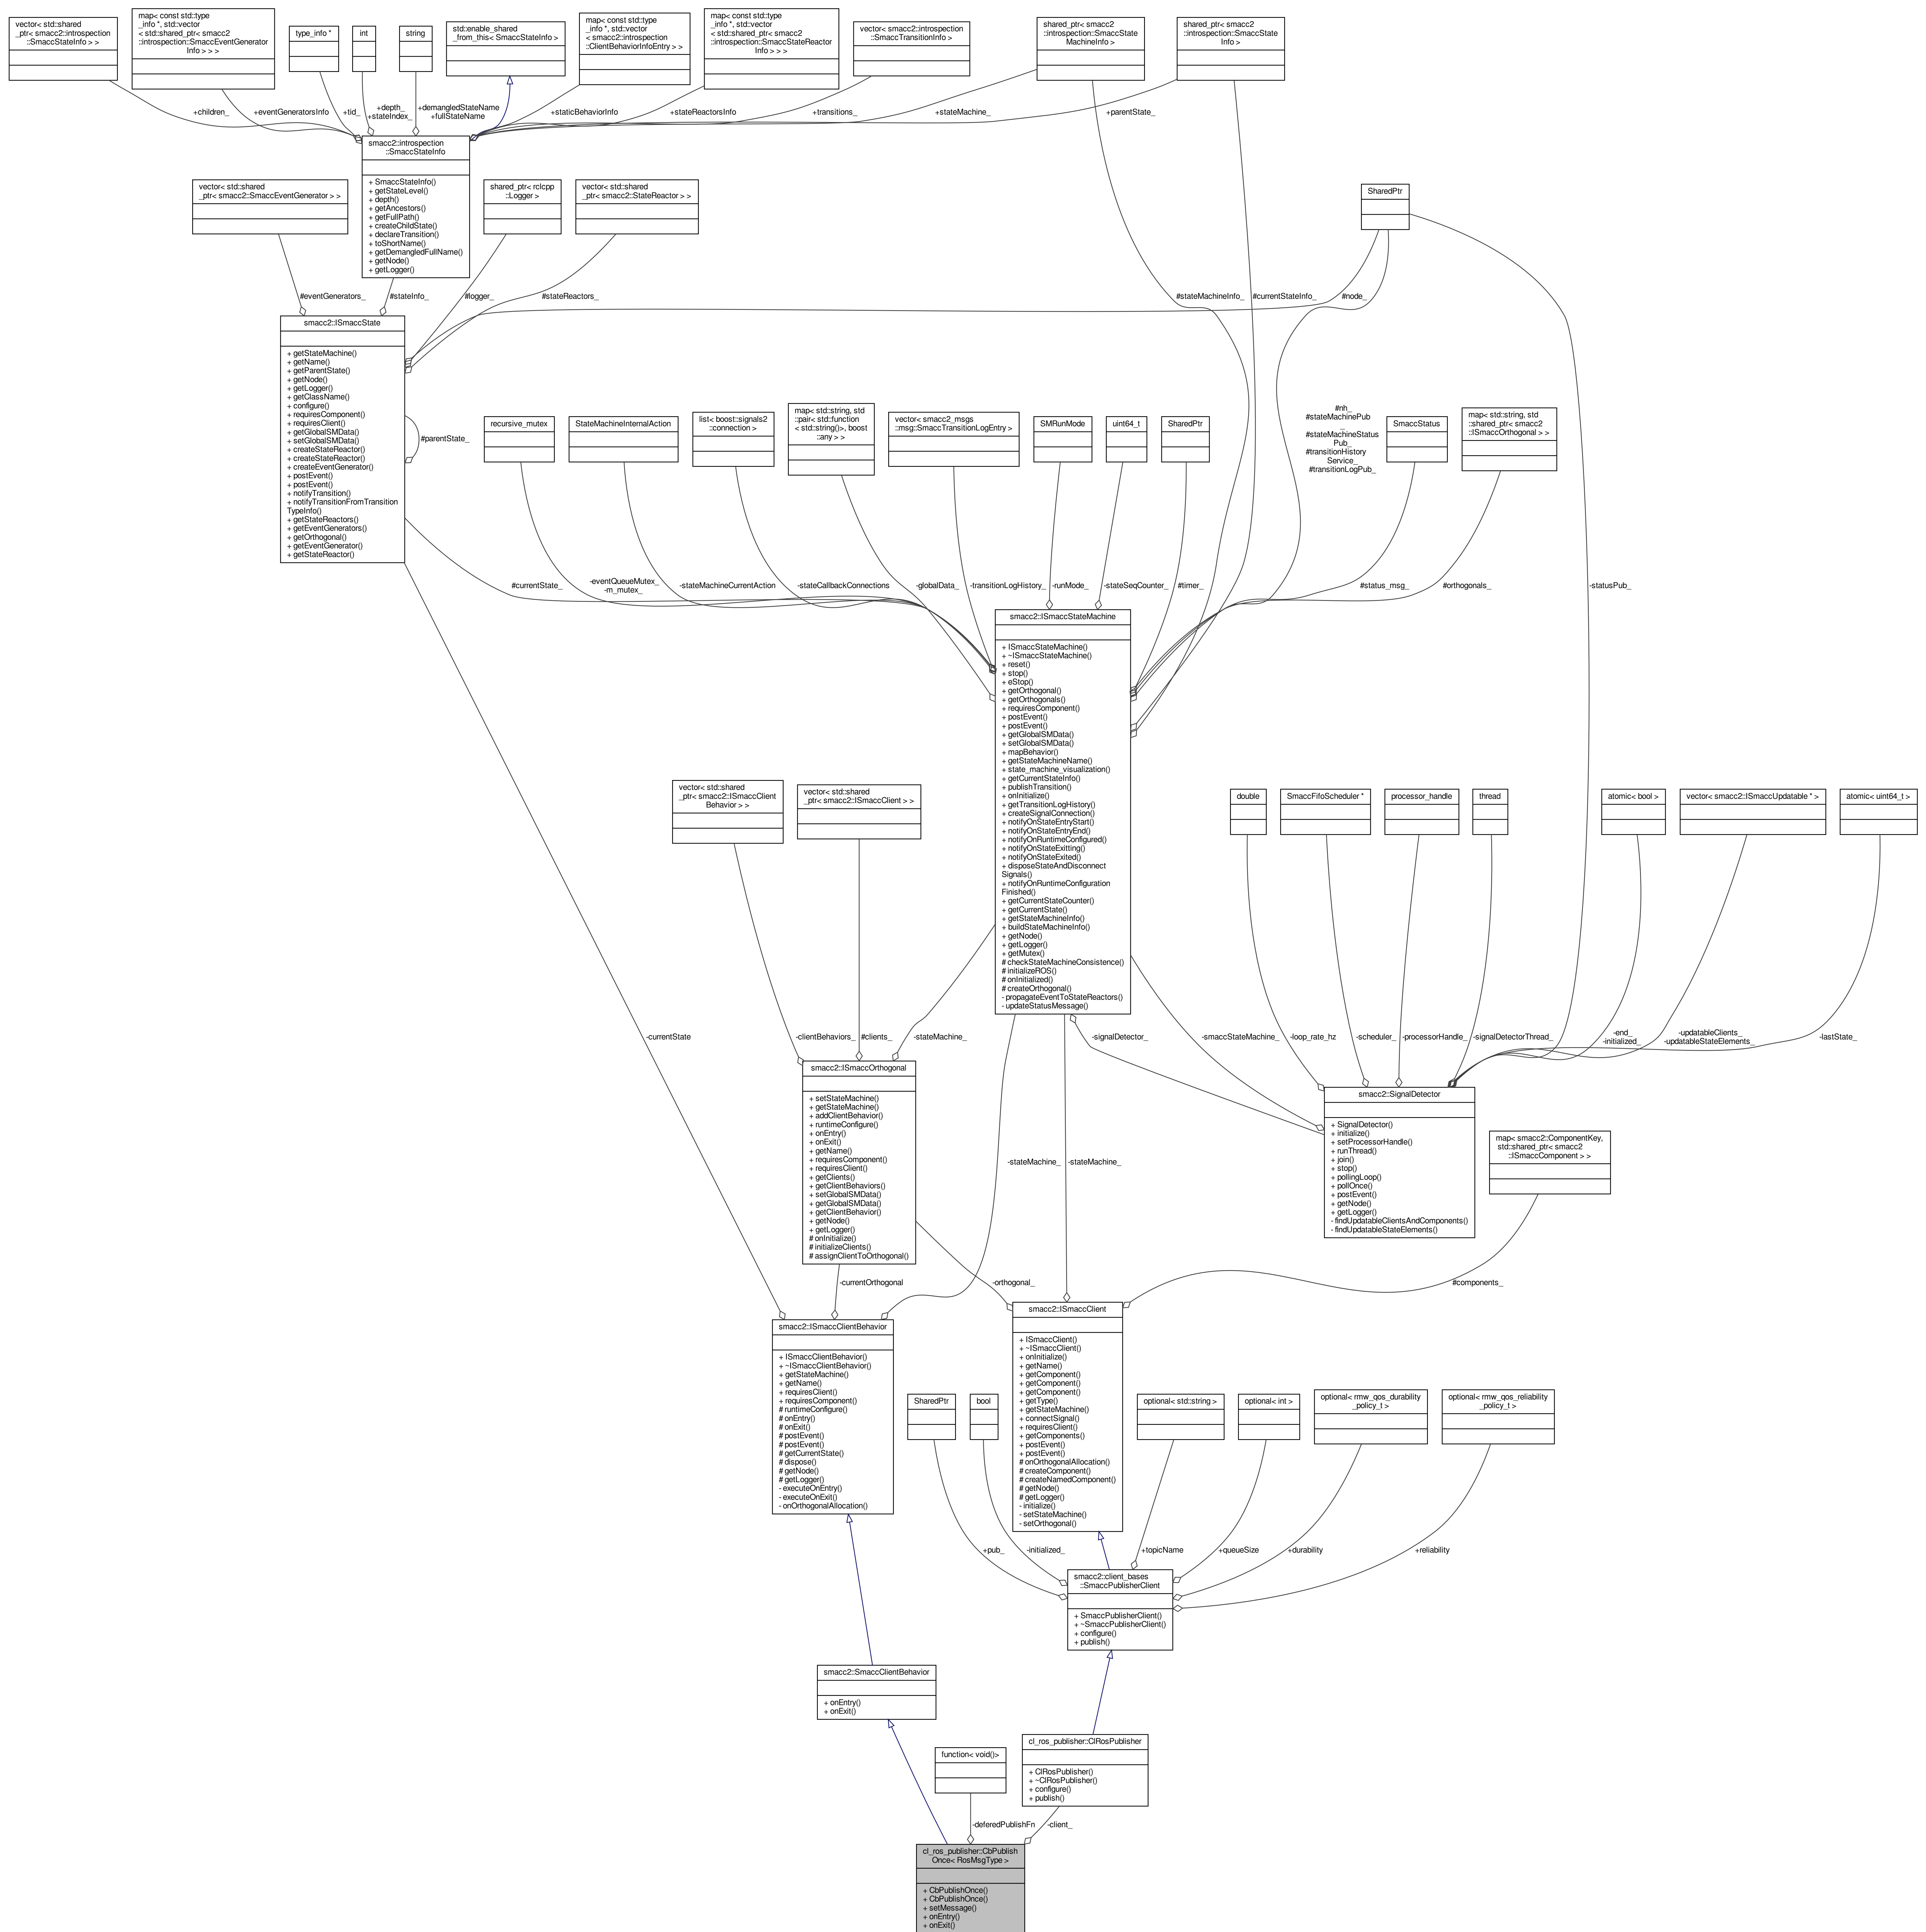 vector< std::shared
_ptr< smacc2::introspection
::SmaccStateInfo > >
map< const std::type
_info *, std::vector
< std::shared_ptr< smacc2
::introspection::SmaccEventGenerator
Info > > >
type_info *
int
string
std::enable_shared
_from_this< SmaccStateInfo >
map< const std::type
_info *, std::vector
< smacc2::introspection
::ClientBehaviorInfoEntry > >
map< const std::type
_info *, std::vector
< std::shared_ptr< smacc2
::introspection::SmaccStateReactor
Info > > >
vector< smacc2::introspection
::SmaccTransitionInfo >
shared_ptr< smacc2
::introspection::SmaccState
MachineInfo >
shared_ptr< smacc2
::introspection::SmaccState
Info >
+children_
+eventGeneratorsInfo
+tid_
+depth_
+stateIndex_
+demangledStateName
+fullStateName
+staticBehaviorInfo
+stateReactorsInfo
+transitions_
+stateMachine_
+parentState_
smacc2::introspection
::SmaccStateInfo
+ SmaccStateInfo()
+ getStateLevel()
+ depth()
+ getAncestors()
+ getFullPath()
+ createChildState()
+ declareTransition()
+ toShortName()
+ getDemangledFullName()
+ getNode()
+ getLogger()
vector< std::shared
_ptr< smacc2::SmaccEventGenerator > >
shared_ptr< rclcpp
::Logger >
vector< std::shared
_ptr< smacc2::StateReactor > >
SharedPtr
#eventGenerators_
#stateInfo_
#logger_
#stateReactors_
#stateMachineInfo_
#currentStateInfo_
#node_
smacc2::ISmaccState
+ getStateMachine()
+ getName()
+ getParentState()
+ getNode()
+ getLogger()
+ getClassName()
+ configure()
+ requiresComponent()
+ requiresClient()
+ getGlobalSMData()
+ setGlobalSMData()
+ createStateReactor()
+ createStateReactor()
+ createEventGenerator()
+ postEvent()
+ postEvent()
+ notifyTransition()
+ notifyTransitionFromTransition
TypeInfo()
+ getStateReactors()
+ getEventGenerators()
+ getOrthogonal()
+ getEventGenerator()
+ getStateReactor()
#parentState_
recursive_mutex
StateMachineInternalAction
list< boost::signals2
::connection >
map< std::string, std
::pair< std::function
< std::string()>, boost
::any > >
vector< smacc2_msgs
::msg::SmaccTransitionLogEntry >
SMRunMode
uint64_t
SharedPtr
#nh_
#stateMachinePub
_
#stateMachineStatus
Pub_
#transitionHistory
Service_
#transitionLogPub_
SmaccStatus
map< std::string, std
::shared_ptr< smacc2
::ISmaccOrthogonal > >
#currentState_
-eventQueueMutex_
-m_mutex_
-stateMachineCurrentAction
-stateCallbackConnections
-globalData_
-transitionLogHistory_
-runMode_
-stateSeqCounter_
#timer_
#status_msg_
#orthogonals_
-statusPub_
smacc2::ISmaccStateMachine
+ ISmaccStateMachine()
+ ~ISmaccStateMachine()
+ reset()
+ stop()
+ eStop()
+ getOrthogonal()
+ getOrthogonals()
+ requiresComponent()
+ postEvent()
+ postEvent()
+ getGlobalSMData()
+ setGlobalSMData()
+ mapBehavior()
+ getStateMachineName()
+ state_machine_visualization()
+ getCurrentStateInfo()
+ publishTransition()
+ onInitialize()
+ getTransitionLogHistory()
+ createSignalConnection()
+ notifyOnStateEntryStart()
+ notifyOnStateEntryEnd()
+ notifyOnRuntimeConfigured()
+ notifyOnStateExitting()
+ notifyOnStateExited()
+ disposeStateAndDisconnect
Signals()
+ notifyOnRuntimeConfiguration
Finished()
+ getCurrentStateCounter()
+ getCurrentState()
+ getStateMachineInfo()
+ buildStateMachineInfo()
+ getNode()
+ getLogger()
+ getMutex()
# checkStateMachineConsistence()
# initializeROS()
# onInitialized()
# createOrthogonal()
- propagateEventToStateReactors()
- updateStatusMessage()
vector< std::shared
_ptr< smacc2::ISmaccClient
Behavior > >
vector< std::shared
_ptr< smacc2::ISmaccClient > >
double
SmaccFifoScheduler *
processor_handle
thread
atomic< bool >
vector< smacc2::ISmaccUpdatable * >
atomic< uint64_t >
-currentState
-clientBehaviors_
#clients_
-stateMachine_
-signalDetector_
-smaccStateMachine_
-loop_rate_hz
-scheduler_
-processorHandle_
-signalDetectorThread_
-end_
-initialized_
-updatableClients_
-updatableStateElements_
-lastState_
smacc2::ISmaccOrthogonal
+ setStateMachine()
+ getStateMachine()
+ addClientBehavior()
+ runtimeConfigure()
+ onEntry()
+ onExit()
+ getName()
+ requiresComponent()
+ requiresClient()
+ getClients()
+ getClientBehaviors()
+ setGlobalSMData()
+ getGlobalSMData()
+ getClientBehavior()
+ getNode()
+ getLogger()
# onInitialize()
# initializeClients()
# assignClientToOrthogonal()
smacc2::SignalDetector
+ SignalDetector()
+ initialize()
+ setProcessorHandle()
+ runThread()
+ join()
+ stop()
+ pollingLoop()
+ pollOnce()
+ postEvent()
+ getNode()
+ getLogger()
- findUpdatableClientsAndComponents()
- findUpdatableStateElements()
map< smacc2::ComponentKey,
std::shared_ptr< smacc2
::ISmaccComponent > >
-stateMachine_
-stateMachine_
-currentOrthogonal
-orthogonal_
#components_
smacc2::ISmaccClientBehavior
+ ISmaccClientBehavior()
+ ~ISmaccClientBehavior()
+ getStateMachine()
+ getName()
+ requiresClient()
+ requiresComponent()
# runtimeConfigure()
# onEntry()
# onExit()
# postEvent()
# postEvent()
# getCurrentState()
# dispose()
# getNode()
# getLogger()
- executeOnEntry()
- executeOnExit()
- onOrthogonalAllocation()
smacc2::ISmaccClient
+ ISmaccClient()
+ ~ISmaccClient()
+ onInitialize()
+ getName()
+ getComponent()
+ getComponent()
+ getComponent()
+ getType()
+ getStateMachine()
+ connectSignal()
+ requiresClient()
+ getComponents()
+ postEvent()
+ postEvent()
# onOrthogonalAllocation()
# createComponent()
# createNamedComponent()
# getNode()
# getLogger()
- initialize()
- setStateMachine()
- setOrthogonal()
SharedPtr
bool
optional< std::string >
optional< int >
optional< rmw_qos_durability
_policy_t >
optional< rmw_qos_reliability
_policy_t >
+pub_
-initialized_
+topicName
+queueSize
+durability
+reliability
smacc2::client_bases
::SmaccPublisherClient
+ SmaccPublisherClient()
+ ~SmaccPublisherClient()
+ configure()
+ publish()
smacc2::SmaccClientBehavior
+ onEntry()
+ onExit()
function< void()>
cl_ros_publisher::ClRosPublisher
+ ClRosPublisher()
+ ~ClRosPublisher()
+ configure()
+ publish()
-deferedPublishFn
-client_
cl_ros_publisher::CbPublish
Once< RosMsgType >
+ CbPublishOnce()
+ CbPublishOnce()
+ setMessage()
+ onEntry()
+ onExit()